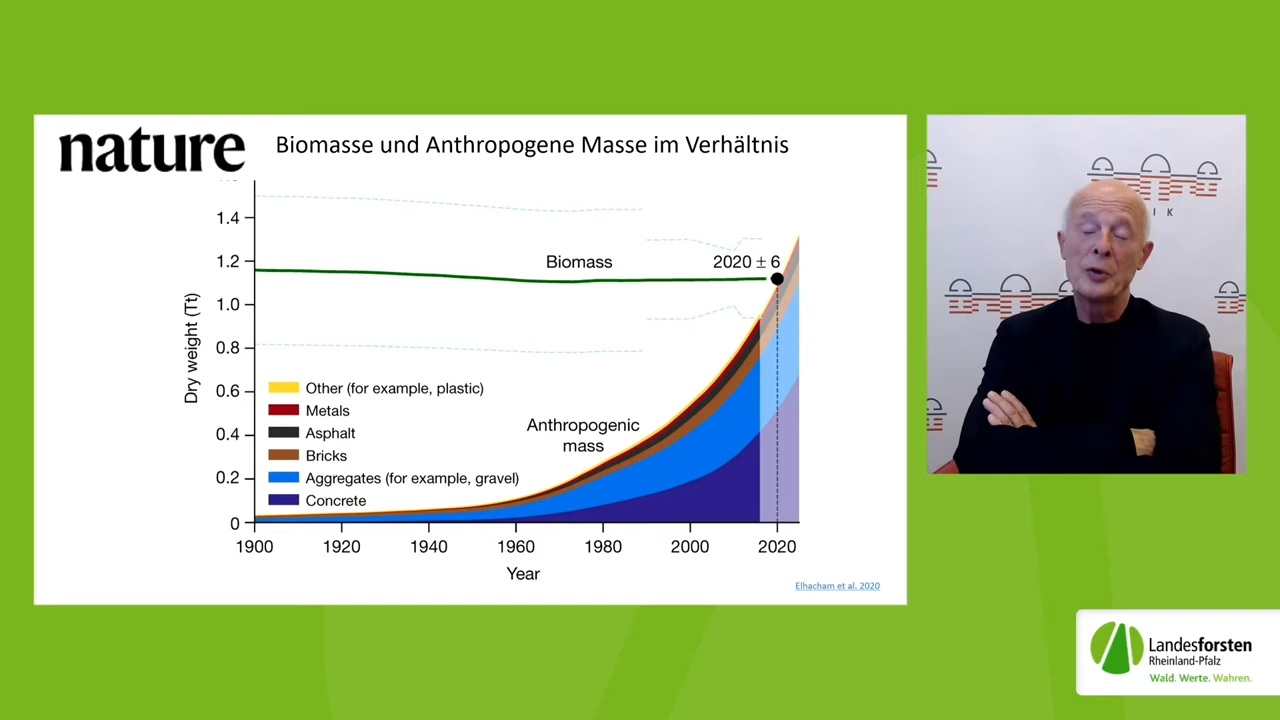 nature
Biomasse und Anthropogene Masse im Verhältnis
1.4
1.2
1.0
0.8
0.6
0.4
0.2
0
Dry weight (Tt)
Biomass
2020 ± 6
Other (for example, plastic)
Metals
Asphalt
Bricks
Aggregates (for example, gravel)
Concrete
Anthropogenic
mass
1900 1920 1940 1960 1980 2000 2020
Year
Elhacham et al, 2020
I K
Landesforsten
Rheinland-Pfalz
Wald. Werte. Wahren.